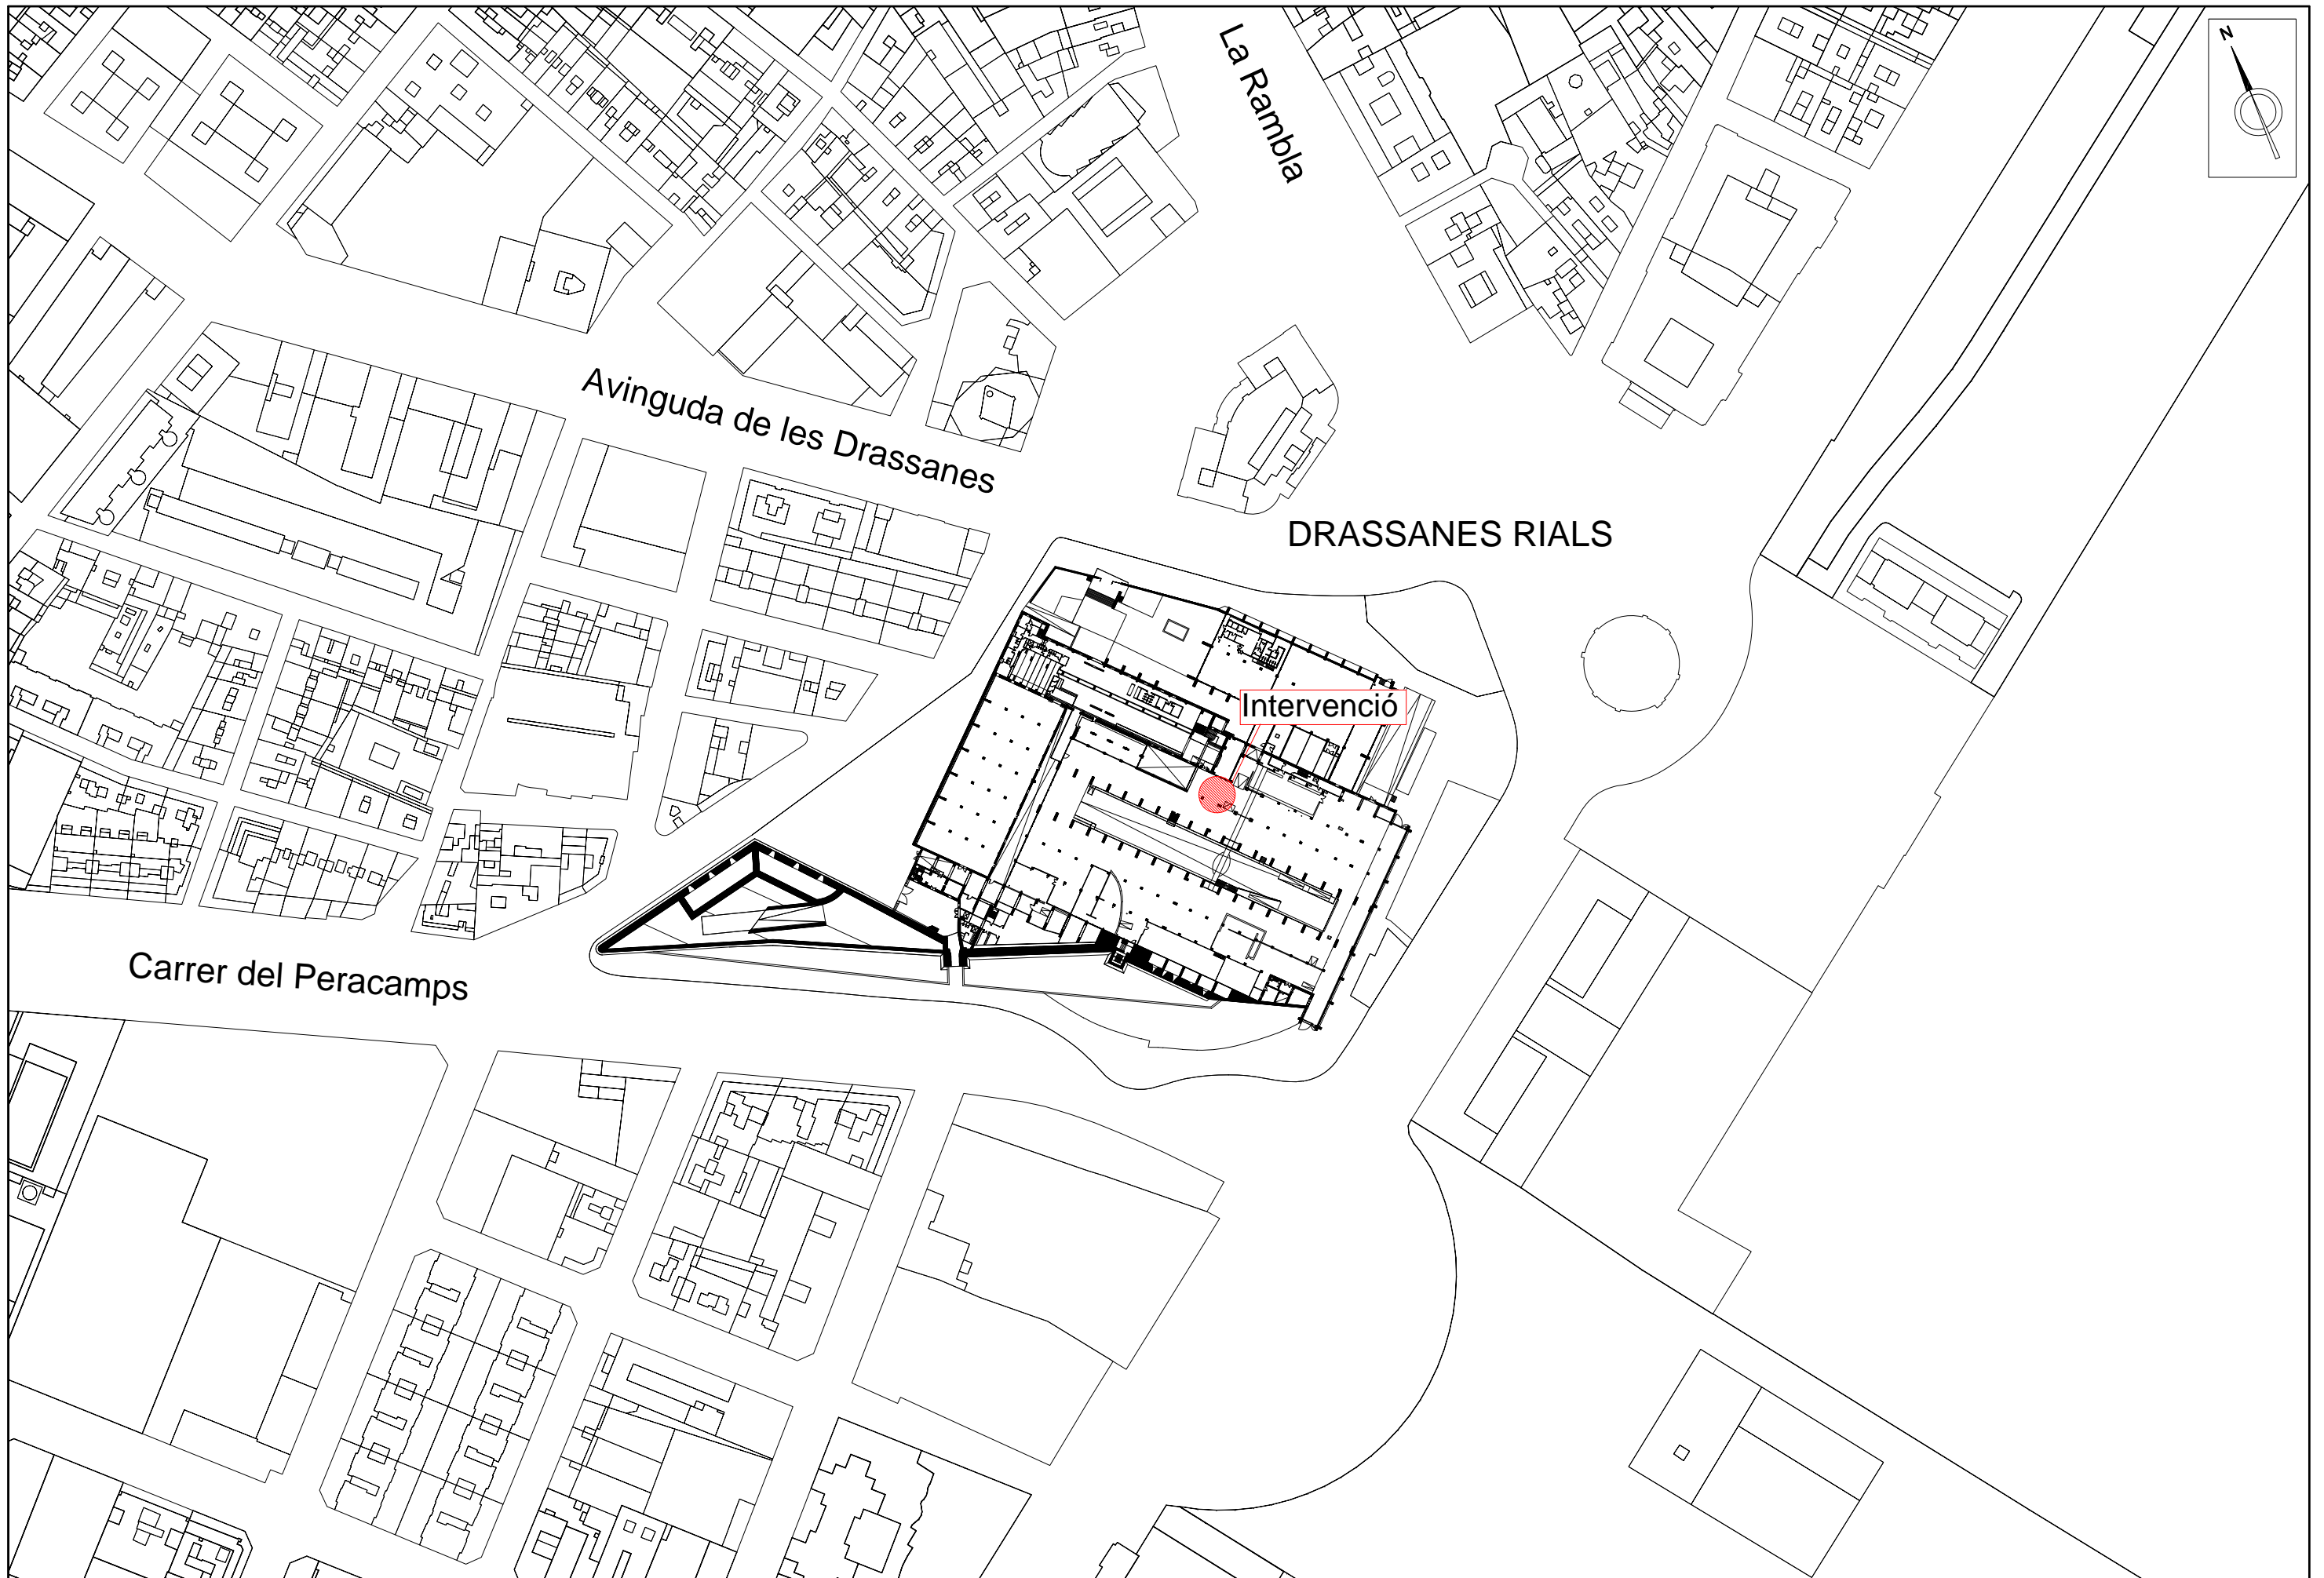 La Rambla
N
Avinguda de les Drassanes
DRASSANES RIALS
Intervenció
Carrer del Peracamps